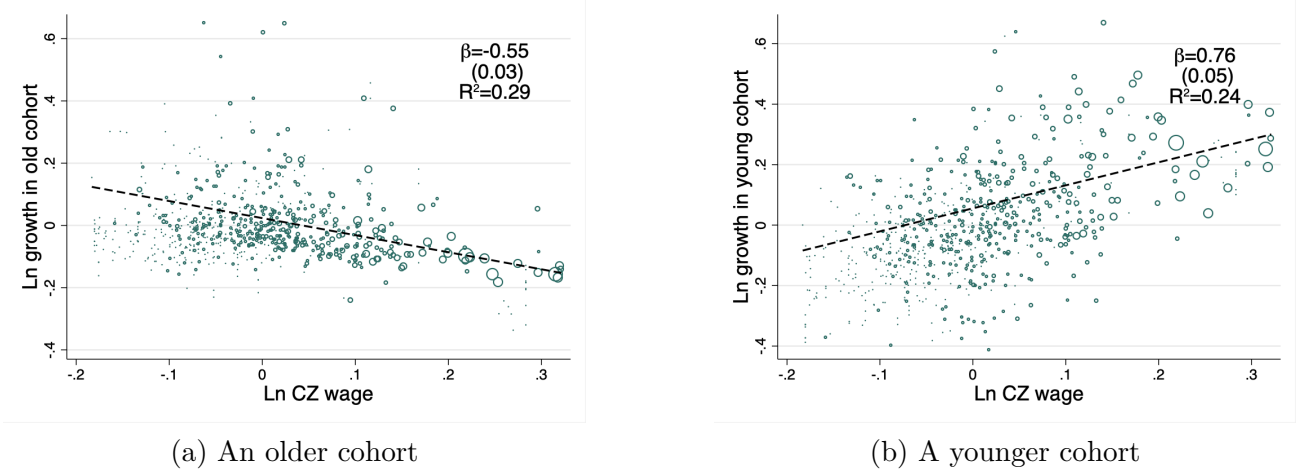 Ln growth in old cohort
.6
.4
.2
0
-.2
-.4
β=-0.55
(0.03)
R²=0.29
-.2 -.1 0 .1 .2 .3
Ln CZ wage
(a) An older cohort
Ln growth in young cohort
.6
.4
.2
0
-.2
-.4
β=0.76
(0.05)
R²=0.24
-.2 -.1 0 .1 .2 .3
Ln CZ wage
(b) A younger cohort